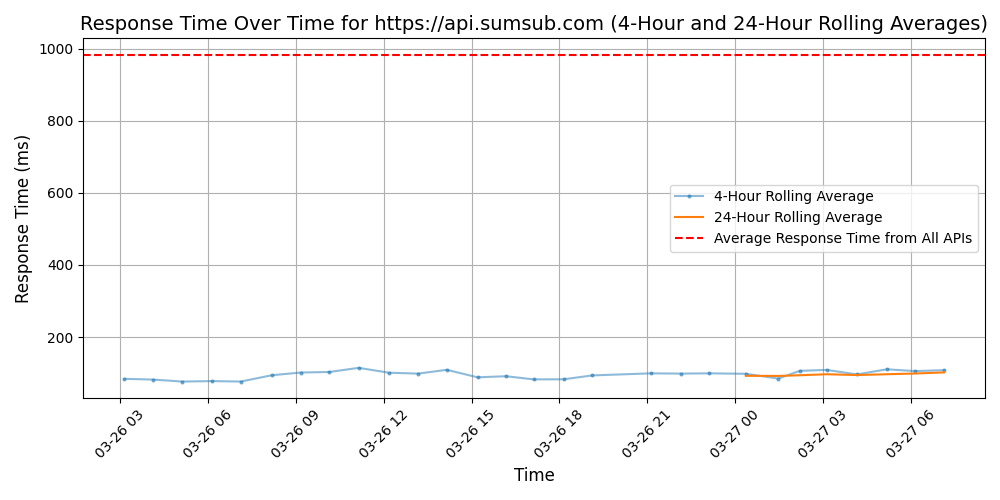 Response Time Over Time for https://api.sumsub.com (4-Hour and 24-Hour Rolling Averages)
Response Time (ms)
1000
800
600
400
200
4-Hour Rolling Average
24-Hour Rolling Average
Average Response Time from All APIs
03-26 03
03-26 06
03-26 09
03-26 12
03-26 15
03-26 18
03-26 21
03-27 00
03-27 03
03-27 06
Time